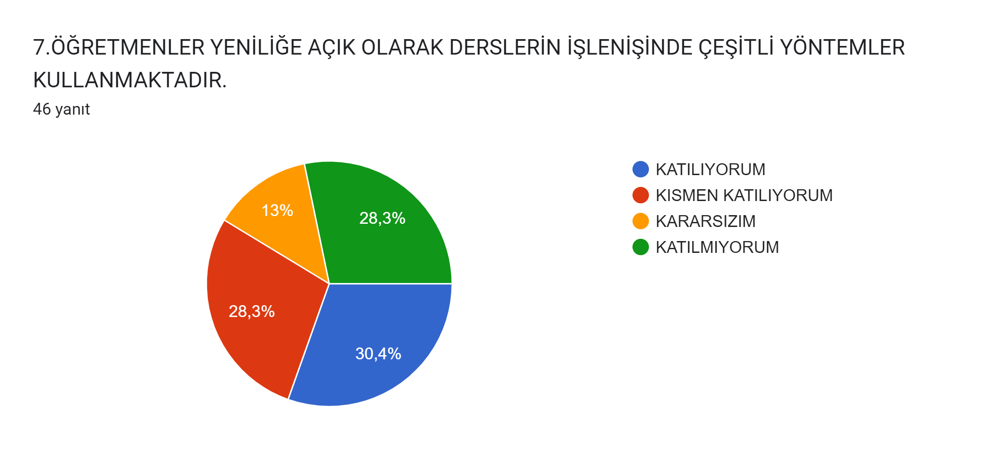 7.ÖĞRETMENLER YENİLİĞE AÇIK OLARAK DERSLERİN İŞLENİŞİNDE ÇEŞİTLİ YÖNTEMLER
KULLANMAKTADIR.
46 yanıt
KATILIYORUM
KISMEN KATILIYORUM
KARARSIZIM
KATILMIYORUM
13%
28,3%
28,3%
30,4%